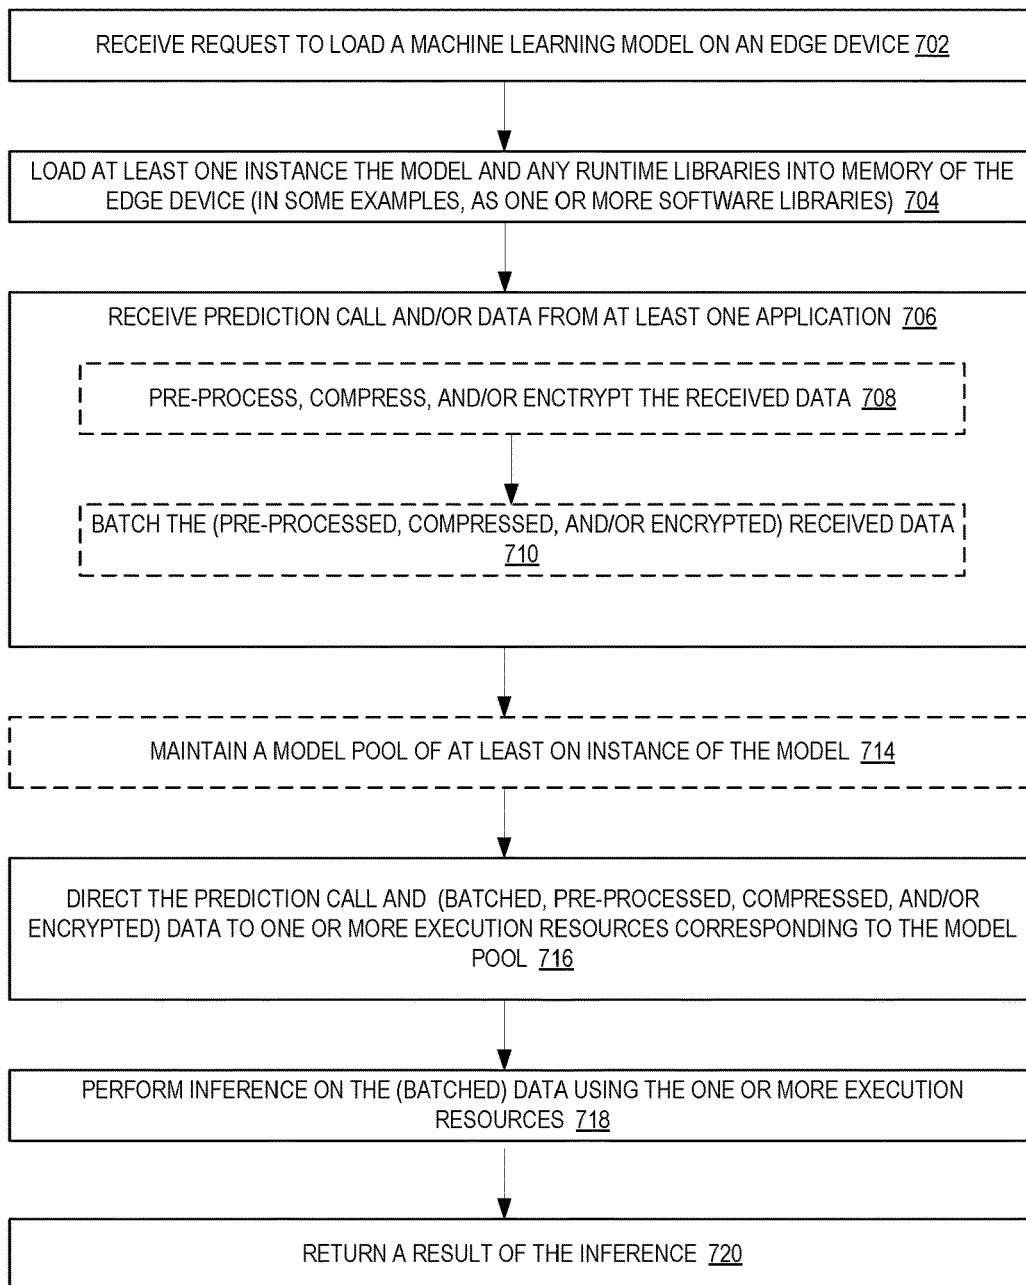 RECEIVE REQUEST TO LOAD A MACHINE LEARNING MODEL ON AN EDGE DEVICE 702
LOAD AT LEAST ONE INSTANCE THE MODEL AND ANY RUNTIME LIBRARIES INTO MEMORY OF THE
EDGE DEVICE (IN SOME EXAMPLES, AS ONE OR MORE SOFTWARE LIBRARIES) 704
RECEIVE PREDICTION CALL AND/OR DATA FROM AT LEAST ONE APPLICATION 706
PRE-PROCESS, COMPRESS, AND/OR ENCTRYPT THE RECEIVED DATA 708
BATCH THE (PRE-PROCESSED, COMPRESSED, AND/OR ENCRYPTED) RECEIVED DATA
710
MAINTAIN A MODEL POOL OF AT LEAST ON INSTANCE OF THE MODEL 714
DIRECT THE PREDICTION CALL AND (BATCHED, PRE-PROCESSED, COMPRESSED, AND/OR
ENCRYPTED) DATA TO ONE OR MORE EXECUTION RESOURCES CORRESPONDING TO THE MODEL
POOL 716
PERFORM INFERENCE ON THE (BATCHED) DATA USING THE ONE OR MORE EXECUTION
RESOURCES 718
RETURN A RESULT OF THE INFERENCE 720